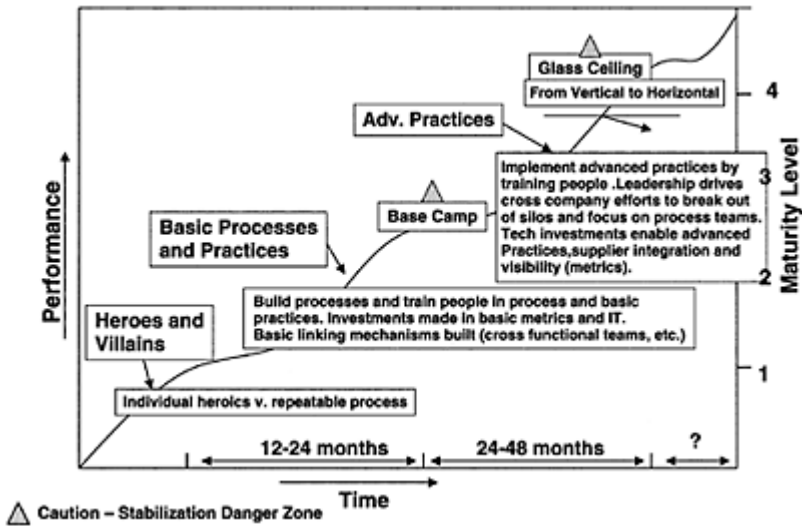 Glass Ceiling
From Vertical to Horizontal
4
Adv. Practices
Implement advanced practices by
training people .Leadership drives
cross company efforts to break out
of silos and focus on process teams.
Tech investments enable advanced
Practices,supplier integration and
visibility (metrics).
3
Base Camp
Basic Processes
and Practices
2
Build processes and train people in process and basic
practices. Investments made in basic metrics and IT.
Basic linking mechanisms built (cross functional teams, etc.)
Heroes and
Villains
1
Individual heroics v. repeatable process
Performance
Maturity Level
12-24 months
24-48 months
?
Time
Caution – Stabilization Danger Zone